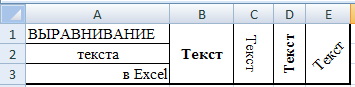 A B C D E
1 ВЫРАВНИВАНИЕ
2 текста
3 в Excel
Текст Текст Текст Текст